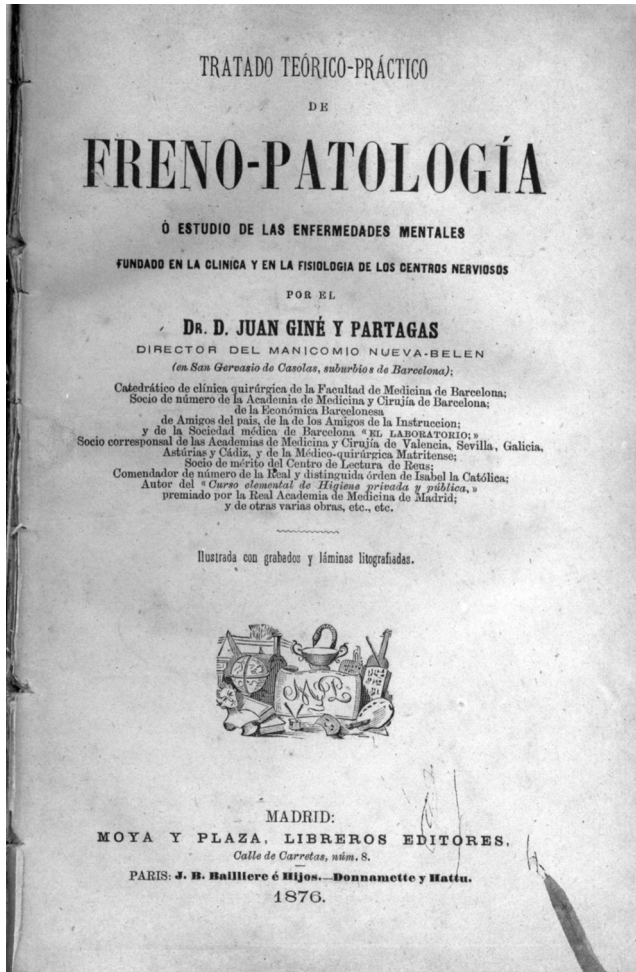 TRATADO TEÓRICO-PRÁCTICO
DE
FRENO-PATOLOGÍA
Ò ESTUDIO DE LAS ENFERMEDADES MENTALES
FUNDADO EN LA CLINICA Y EN LA FISIOLOGIA DE LOS CENTROS NERVIOSOS
POR EL
DR. D. JUAN GINÉ Y PARTAGAS
DIRECTOR DEL MANICOMIO NUEVA-BELEN
(en San Gervasio de Casolas, suburbios de Barcelona);
Catedrático de clínica quirúrgica de la Facultad de Medicina de Barcelona;
Socio de número de la Academia de Medicina y Cirujía de Barcelona;
de la Económica Barcelonesa
de Amigos del país, de la de los Amigos de la Instruccion;
y de la Sociedad médica de Barcelona « EL LABORATORIO; »
Socio corresponsal de las Academias de Medicina y Cirujía de Valencia, Sevilla, Galicia,
Astúrias y Cádiz, y de la Médico-quirúrgica Matritense;
Socio de mérito del Centro de Lectura de Reus;
Comendador de número de la Real y distinguida órden de Isabel la Católica;
Autor del « Curso elemental de Higiene privada y pública, »
premiado por la Real Academia de Medicina de Madrid;
y de otras varias obras, etc., etc.
Ilustrada con grabados y láminas litografiadas.
MADRID:
MOYA Y PLAZA, LIBREROS EDITORES,
Calle de Carretas, núm. 8.
PARIS: J. B. Bailliere é Hijos.—Donnamette y Hattu.
1876.